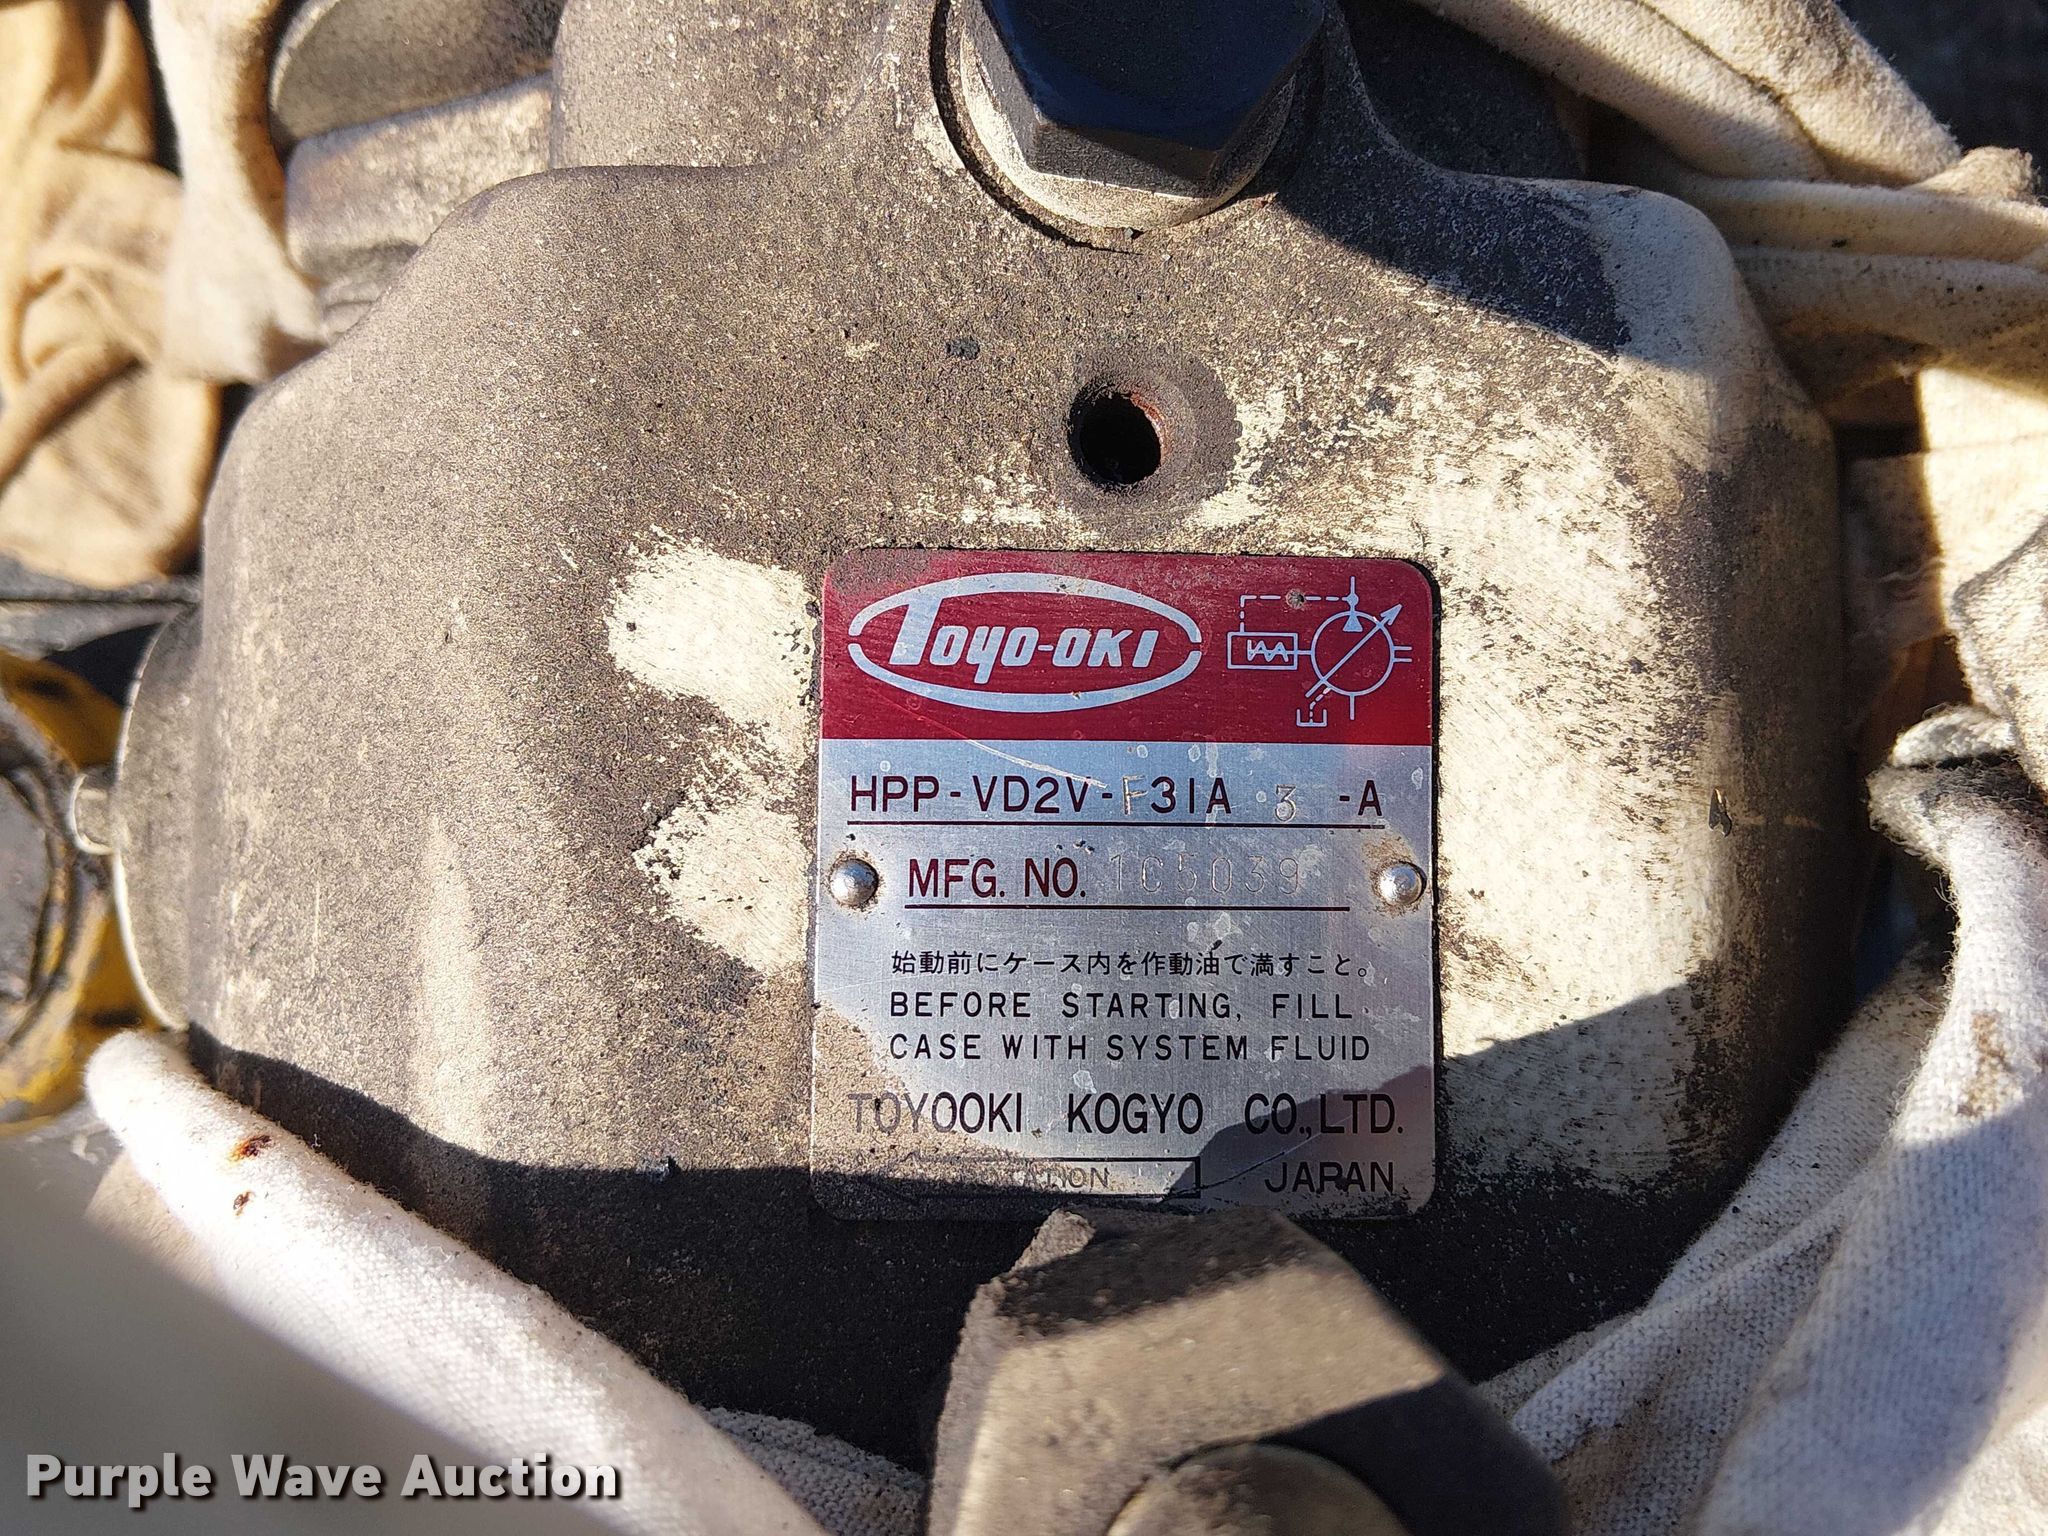 TOYO-OKI
HPP-VD2V-F31A 3 -A
MFG. NO. 1C5039
始動前にケース内を作動油で満すこと。
BEFORE STARTING, FILL
CASE WITH SYSTEM FLUID
TOYOOKI KOGYO CO., LTD.
JAPAN
Purple Wave Auction